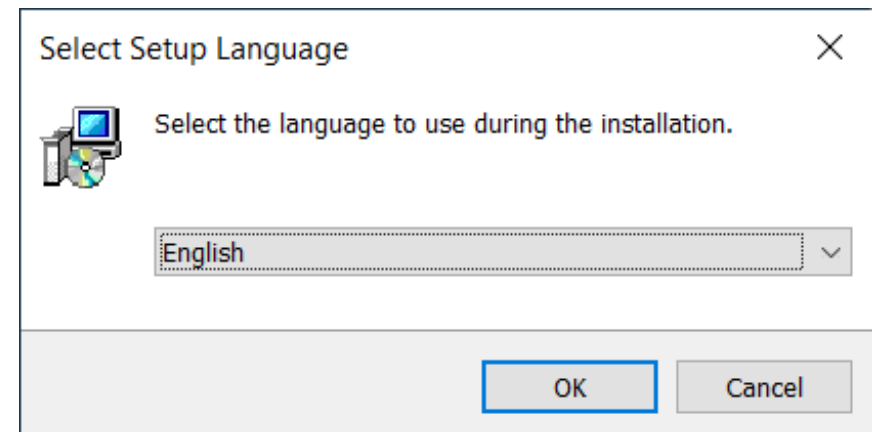 Select Setup Language
Select the language to use during the installation.
English
OK
Cancel